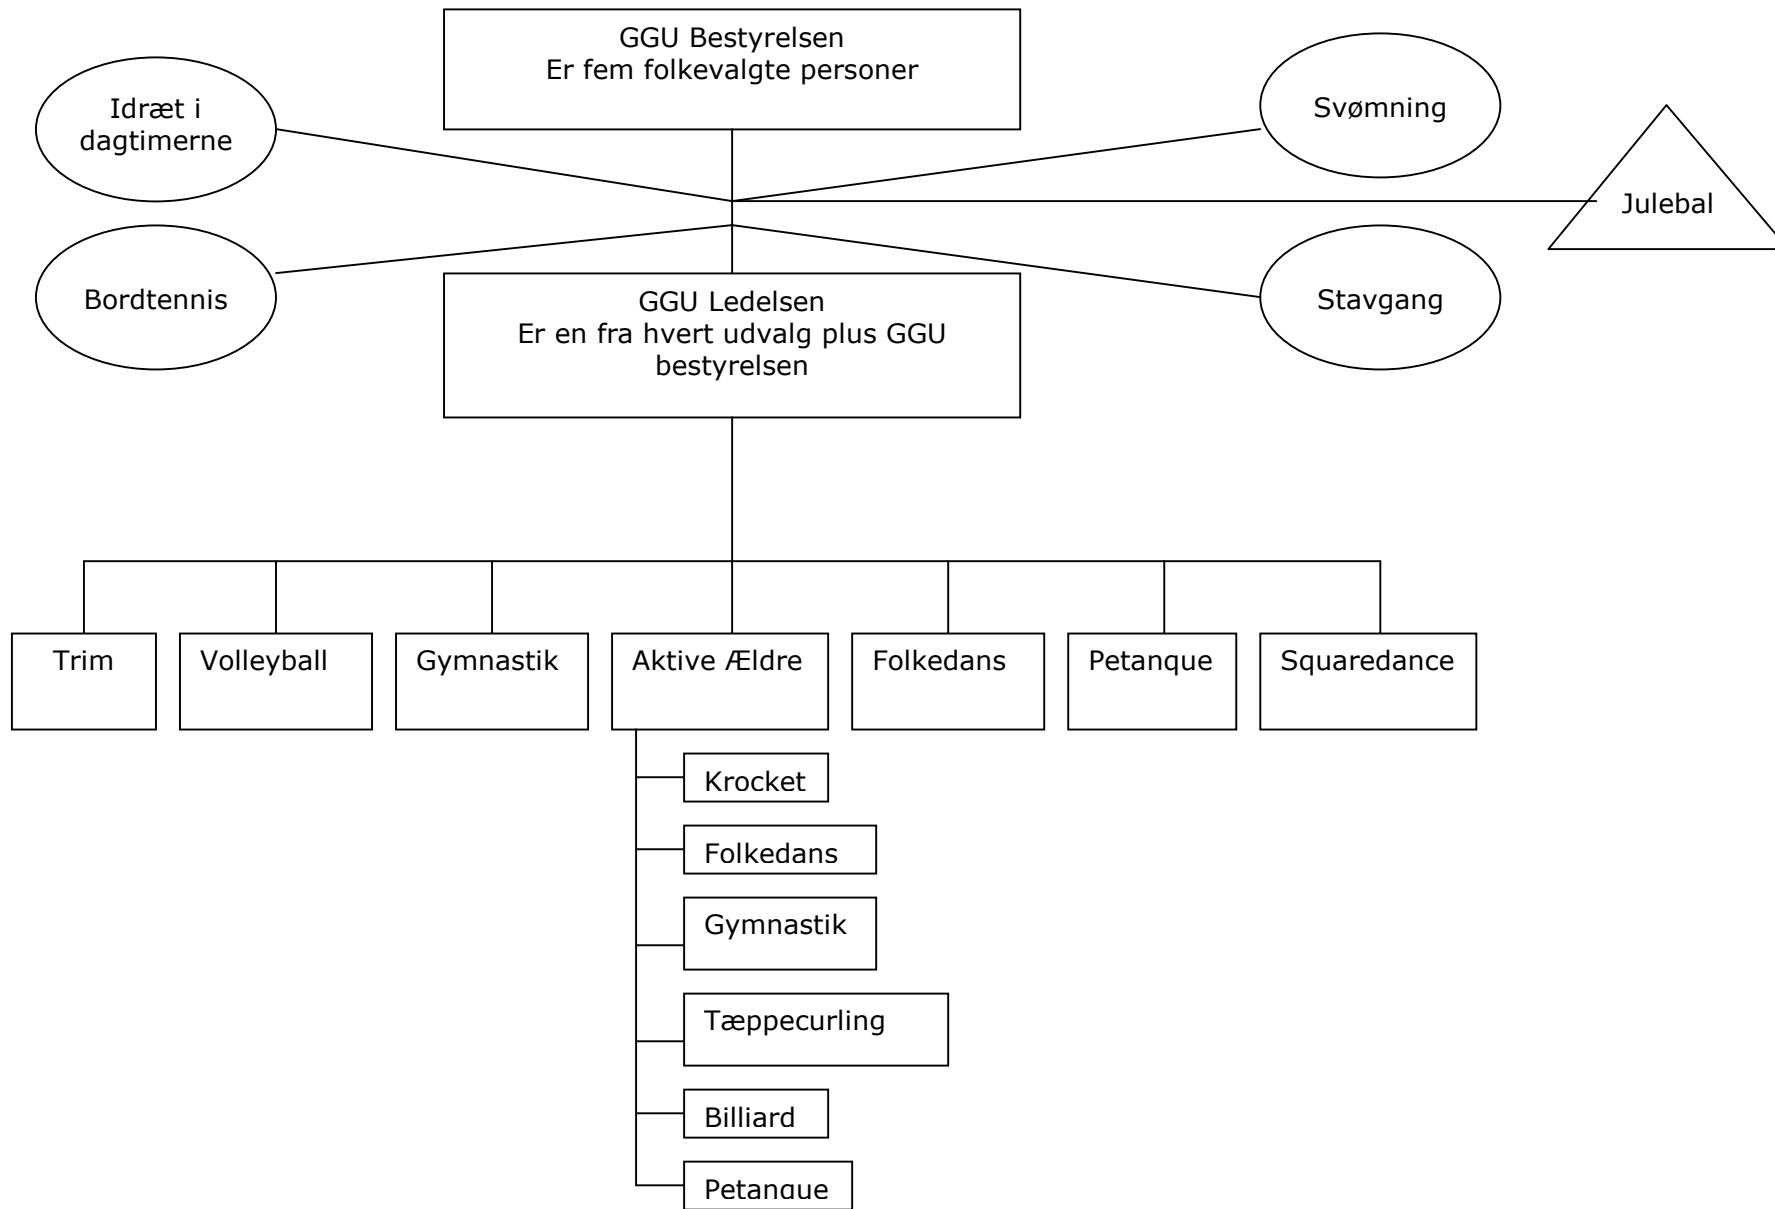 GGU Bestyrelsen
Er fem folkevalgte personer
Idræt i
dagtimerne
Svømning
Julebal
Bordtennis
GGU Ledelsen
Er en fra hvert udvalg plus GGU
bestyrelsen
Stavgang
Trim
Volleyball
Gymnastik
Aktive Ældre
Folkedans
Petanque
Squaredance
Krocket
Folkedans
Gymnastik
Tæppecurling
Billiard
Petanque